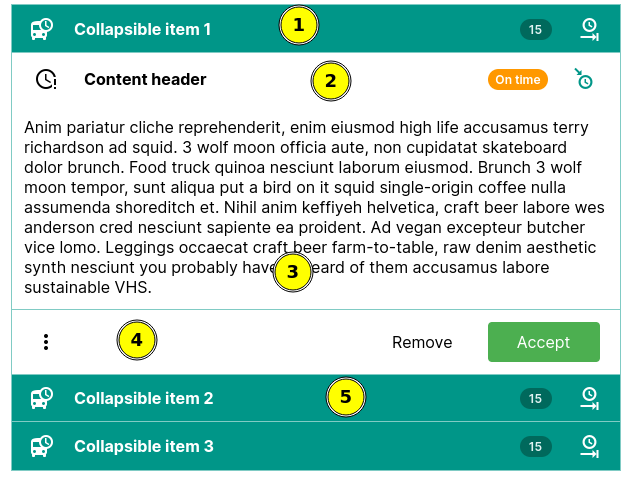 Collapsible item 1 1 15
Content header 2 On time
Anim pariatur cliche reprehenderit, enim eiusmod high life accusamus terry
richardson ad squid. 3 wolf moon officia aute, non cupidatat skateboard
dolor brunch. Food truck quinoa nesciunt laborum eiusmod. Brunch 3 wolf
moon tempor, sunt aliqua put a bird on it squid single-origin coffee nulla
assumenda shoreditch et. Nihil anim keffiyeh helvetica, craft beer labore wes
anderson cred nesciunt sapiente ea proident. Ad vegan excepteur butcher
vice lomo. Leggings occaecat craft beer farm-to-table, raw denim aesthetic
synth nesciunt you probably have 3 eard of them accusamus labore
sustainable VHS.
4 Remove Accept
Collapsible item 2 5 15
Collapsible item 3 15